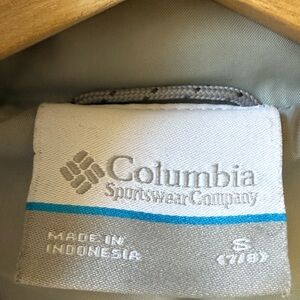 Columbia
Sportswear Company
MADE IN
INDONESIA
S
(7/8)